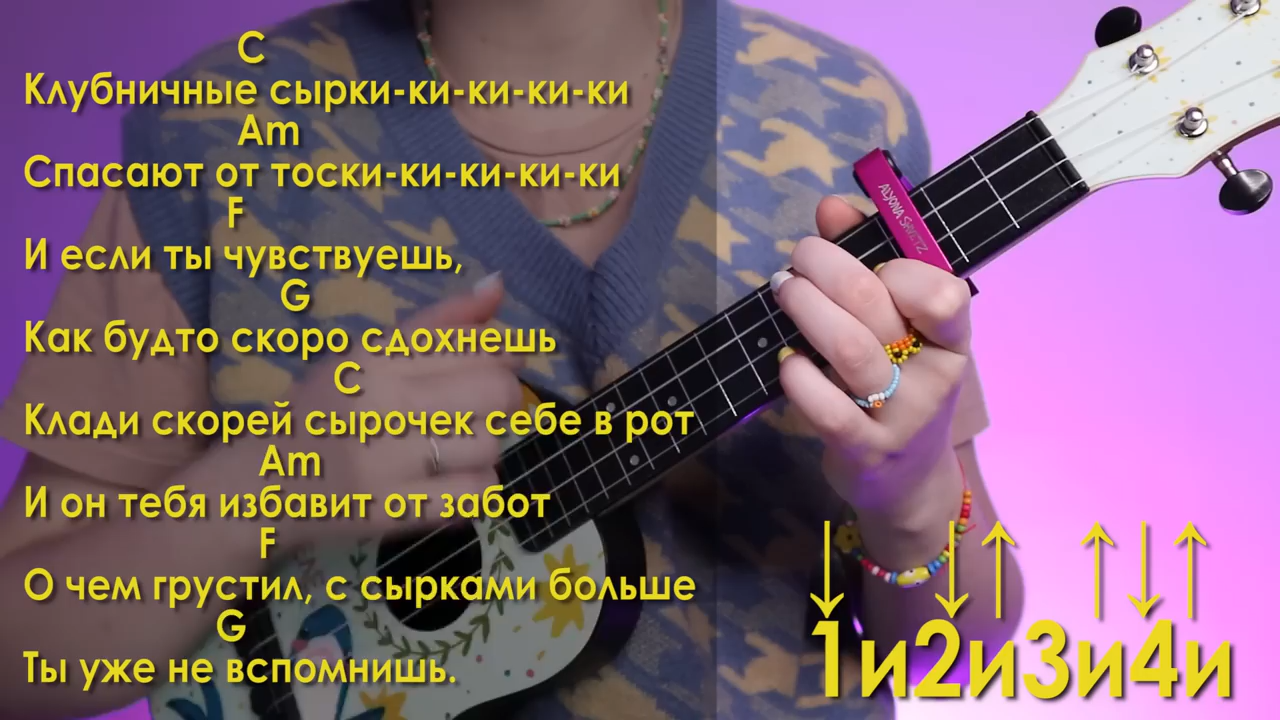 C
Клубничные сырки-ки-ки-ки-ки
Am
Спасают от тоски-ки-ки-ки-ки
F
И если ты чувствуешь,
G
Как будто скоро сдохнешь
C
Клади скорей сырочек себе в рот
Am
И он тебя избавит от забот
F
О чем грустил, с сырками больше
G
Ты уже не вспомнишь.
ALYONA SHVETZ.
↓ ↓↑ ↑↓↑
1и2и3и4и